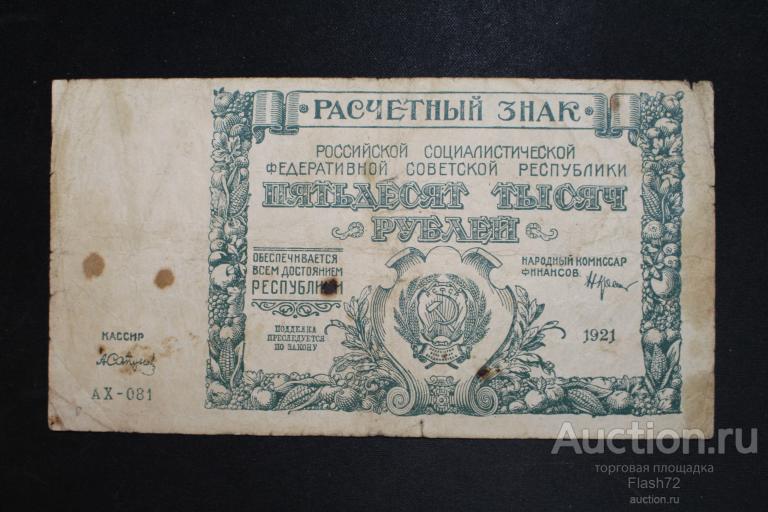 РАСЧЕТНЫЙ ЗНАК
РОССИЙСКОЙ СОЦИАЛИСТИЧЕСКОЙ
ФЕДЕРАТИВНОЙ СОВЕТСКОЙ РЕСПУБЛИКИ
ПЯТЬДЕСЯТ ТЫСЯЧ
РУБЛЕЙ
ОБЕСПЕЧИВАЕТСЯ
ВСЕМ ДОСТОЯНИЕМ
РЕСПУБЛИКИ
НАРОДНЫЙ КОМИССАР
ФИНАНСОВ
ПОДДЕЛКА
ПРЕСЛЕДУЕТСЯ
ПО ЗАКОНУ
1921
КАССИР
АХ-081
Auction.ru
торговая площадка
Flash72
auction.ru